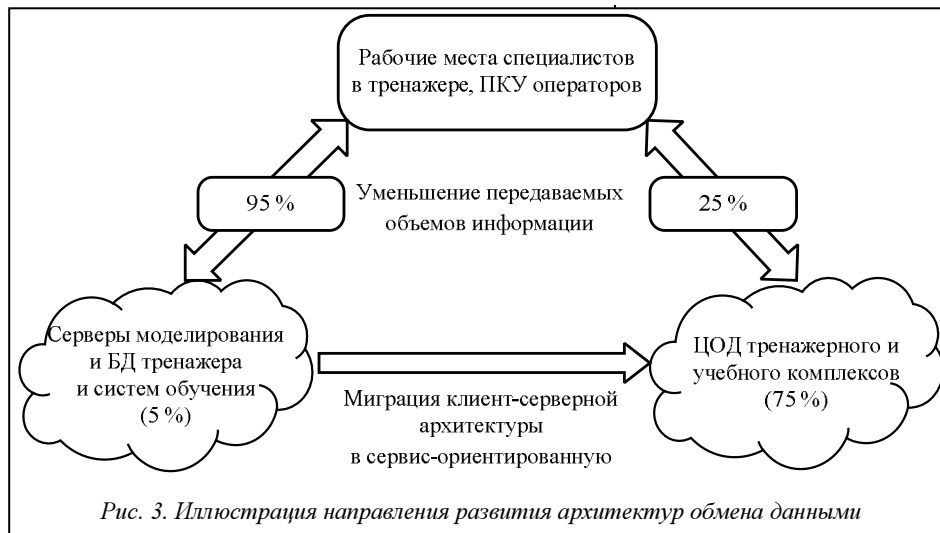 Рабочие места специалистов
в тренажере, ПКУ операторов
95 %
Уменьшение передаваемых
объемов информации
25 %
Серверы моделирования
и БД тренажера
и систем обучения
(5 %)
ЦОД тренажерного и
учебного комплексов
(75 %)
Миграция клиент-серверной
архитектуры
в сервис-ориентированную
Рис. 3. Иллюстрация направления развития архитектур обмена данными